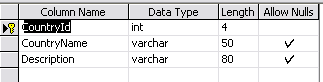 Column Name Data Type Length Allow Nulls
CountryId int 4
CountryName varchar 50
Description varchar 80